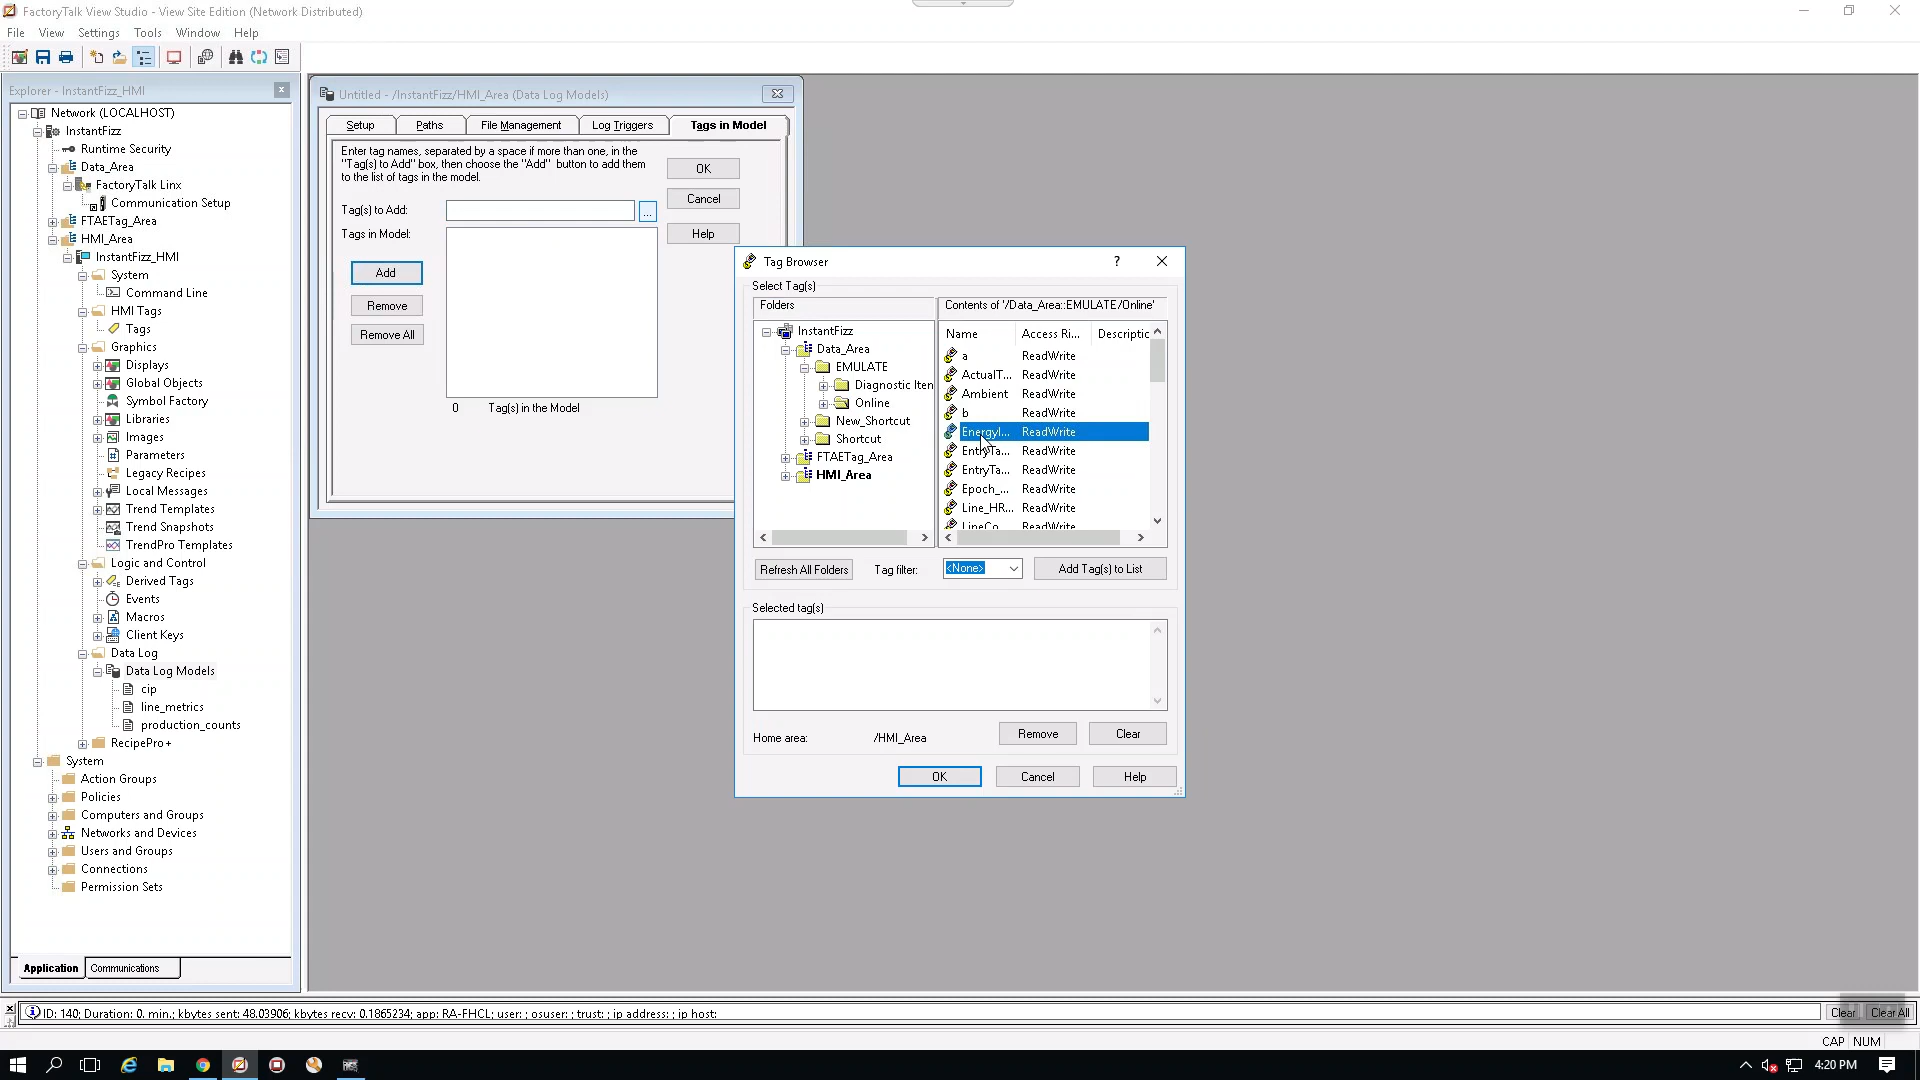 FactoryTalk View Studio - View Site Edition (Network Distributed)
File View Settings Tools Window Help
Explorer - InstantFizz_HMI
Network (LOCALHOST)
InstantFizz
Runtime Security
Data_Area
FactoryTalk Linx
Communication Setup
FTAETag_Area
HMI_Area
InstantFizz_HMI
System
Command Line
HMI Tags
Tags
Graphics
Displays
Global Objects
Symbol Factory
Libraries
Images
Parameters
Legacy Recipes
Local Messages
Trend Templates
Trend Snapshots
TrendPro Templates
Logic and Control
Derived Tags
Events
Macros
Client Keys
Data Log
Data Log Models
cip
line_metrics
production_counts
RecipePro+
System
Action Groups
Policies
Computers and Groups
Networks and Devices
Users and Groups
Connections
Permission Sets
Application Communications
Untitled - /InstantFizz/HMI_Area (Data Log Models)
Setup Paths File Management Log Triggers Tags in Model
Enter tag names, separated by a space if more than one, in the
"Tag(s) to Add" box, then choose the "Add" button to add them
to the list of tags in the model.
OK
Cancel
Help
Tag(s) to Add: ...
Tags in Model:
Add
Remove
Remove All
0 Tag(s) in the Model
Tag Browser ?
Select Tag(s)
Folders
InstantFizz
Data_Area
EMULATE
Diagnostic Iten
Online
New_Shortcut
Shortcut
FTAETag_Area
HMI_Area
Contents of '/Data_Area::EMULATE/Online'
Name Access Ri... Descriptic
a ReadWrite
ActualT... ReadWrite
Ambient ReadWrite
b ReadWrite
EnergyI... ReadWrite
EntryTa... ReadWrite
EntryTa... ReadWrite
Epoch_... ReadWrite
Line_HR... ReadWrite
LineCo... ReadWrite
Refresh All Folders Tag filter: <None> Add Tag(s) to List
Selected tag(s)
Home area: /HMI_Area Remove Clear
OK Cancel Help
ID: 140; Duration: 0. min.; kbytes sent: 48.03906; kbytes recv: 0.1865234; app: RA-FHCL; user: ; osuser: ; trust: ; ip address: ; ip host:
Clear Clear All
CAP NUM
4:20 PM